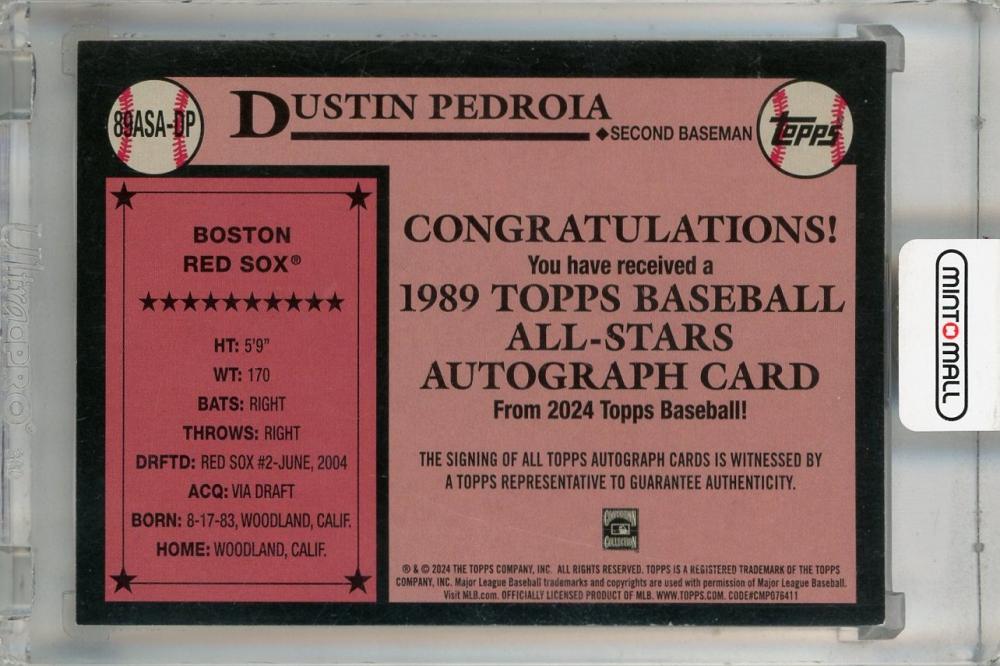 89ASA-DP
DUSTIN PEDROIA
◆SECOND BASEMAN
Topps
BOSTON
RED SOX®
★★★★★★★★★★
HT: 5'9"
WT: 170
BATS: RIGHT
THROWS: RIGHT
DRFTD: RED SOX #2-JUNE, 2004
ACQ: VIA DRAFT
BORN: 8-17-83, WOODLAND, CALIF.
HOME: WOODLAND, CALIF.
CONGRATULATIONS!
You have received a
1989 TOPPS BASEBALL
ALL-STARS
AUTOGRAPH CARD
From 2024 Topps Baseball!
THE SIGNING OF ALL TOPPS AUTOGRAPH CARDS IS WITNESSED BY
A TOPPS REPRESENTATIVE TO GUARANTEE AUTHENTICITY.
COOPERSTOWN
COLLECTION
® & © 2024 THE TOPPS COMPANY, INC. ALL RIGHTS RESERVED. TOPPS IS A REGISTERED TRADEMARK OF THE TOPPS
COMPANY, INC. Major League Baseball trademarks and copyrights are used with permission of Major League Baseball.
Visit MLB.com. OFFICIALLY LICENSED PRODUCT OF MLB. WWW.TOPPS.COM. CODE#CMP076411
MINTOMALL
UltraPRO